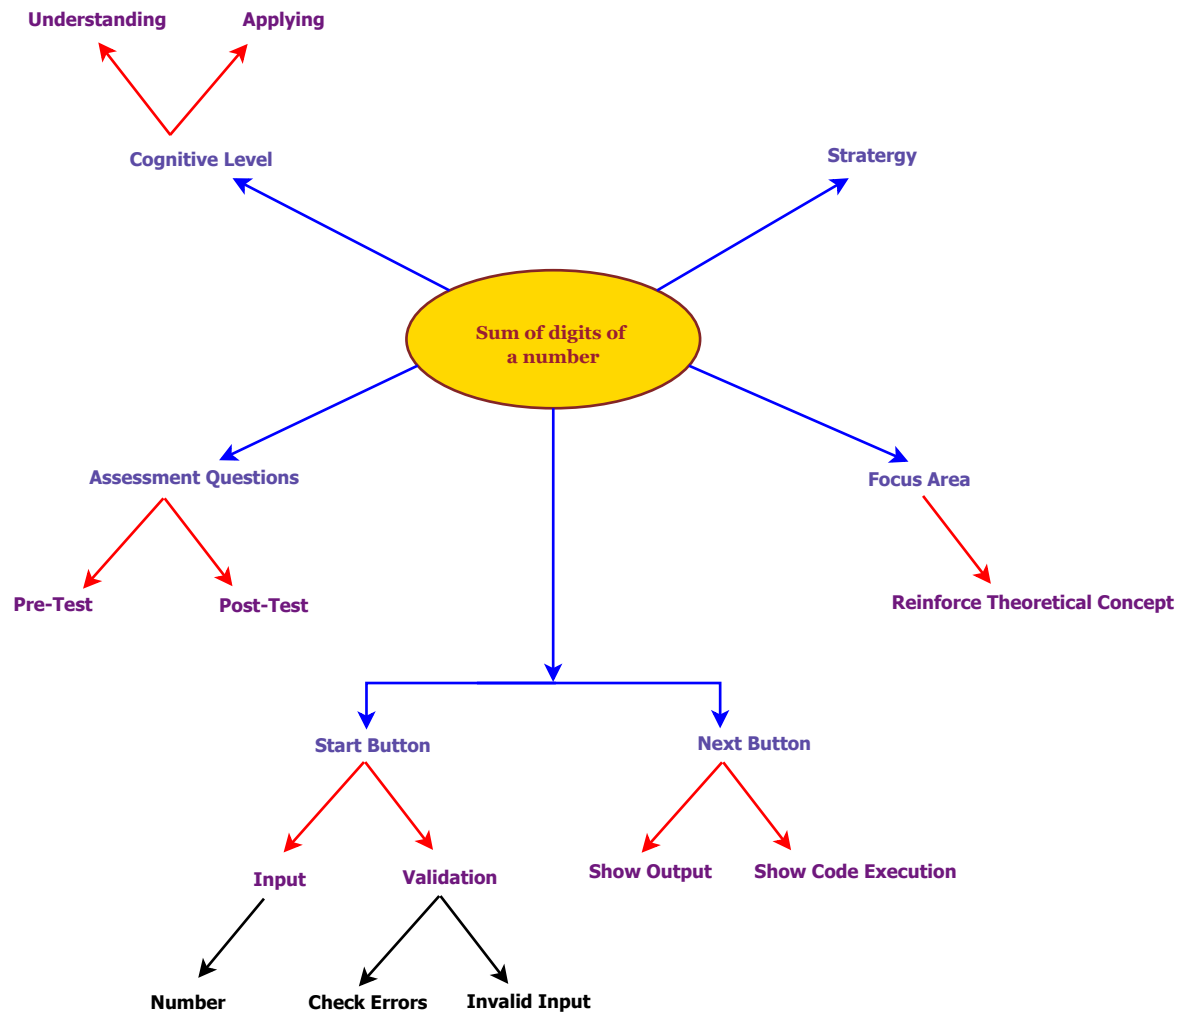 Understanding
Applying
Cognitive Level
Stratergy
Sum of digits of
a number
Assessment Questions
Focus Area
Pre-Test
Post-Test
Reinforce Theoretical Concept
Start Button
Next Button
Input
Validation
Show Output
Show Code Execution
Number
Check Errors
Invalid Input